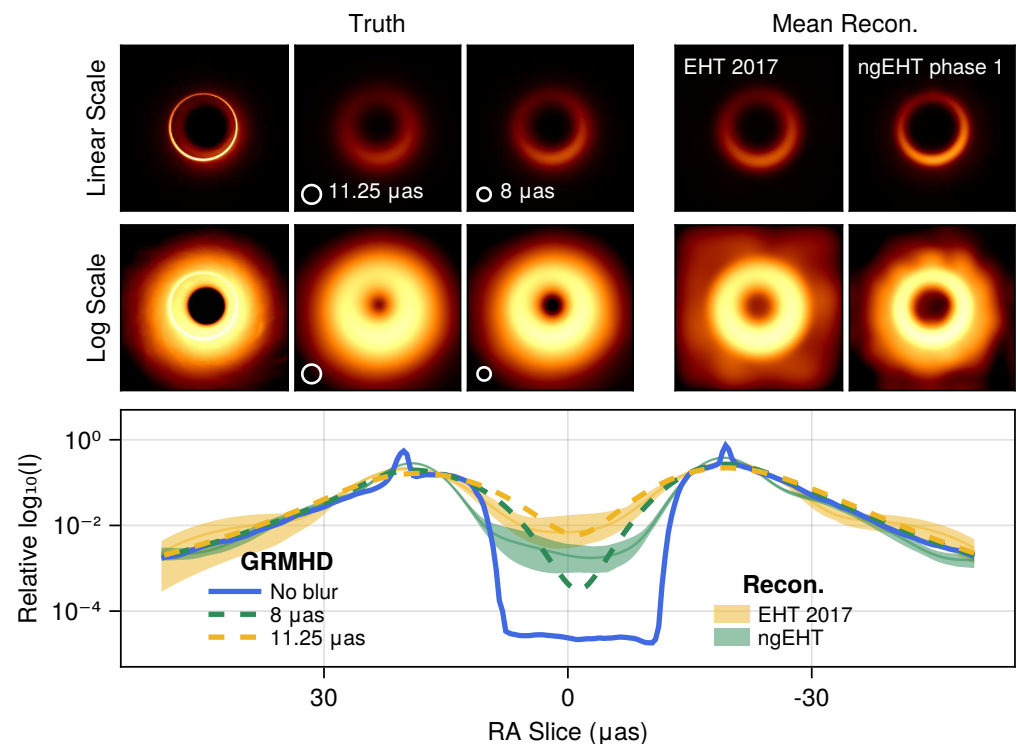 Truth
Mean Recon.
Linear Scale
11.25 µas
8 µas
EHT 2017
ngEHT phase 1
Log Scale
Relative log₁₀(I)
10⁰
10⁻²
10⁻⁴
GRMHD
No blur
8 µas
11.25 µas
Recon.
EHT 2017
ngEHT
30
0
-30
RA Slice (µas)